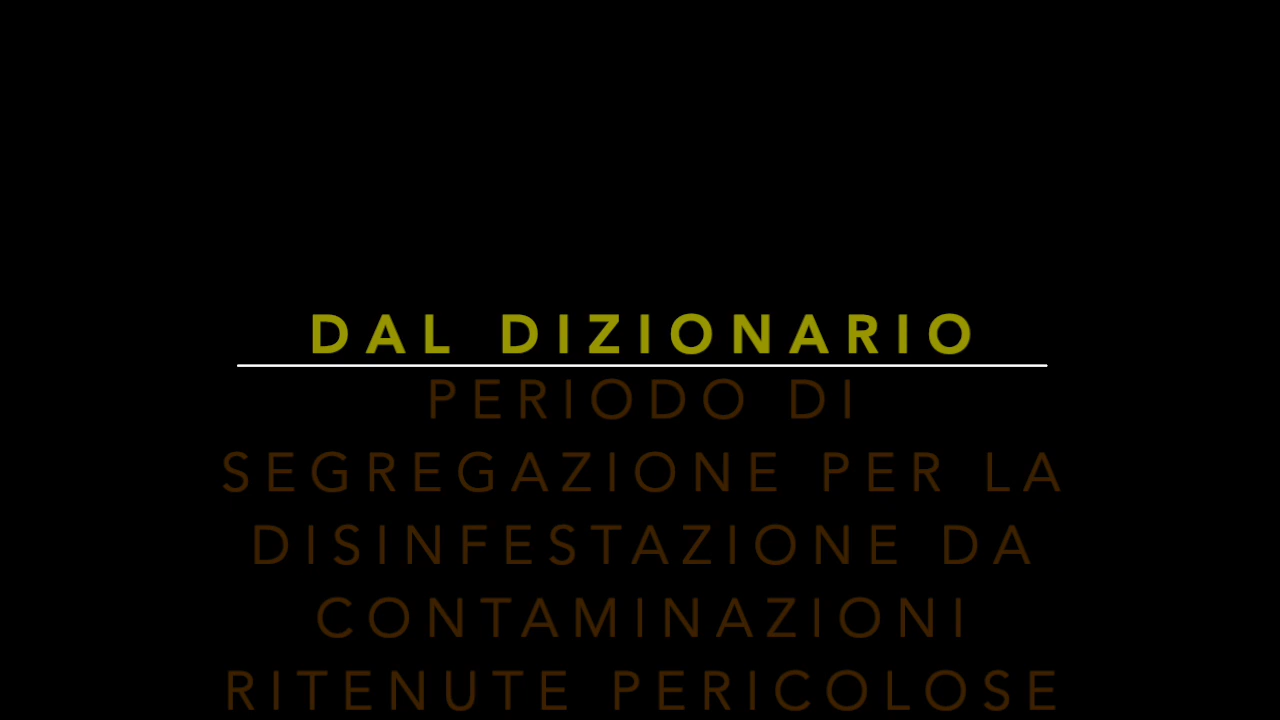 DAL DIZIONARIO
PERIODO DI
SEGREGAZIONE PER LA
DISINFESTAZIONE DA
CONTAMINAZIONI
RITENUTE PERICOLOSE